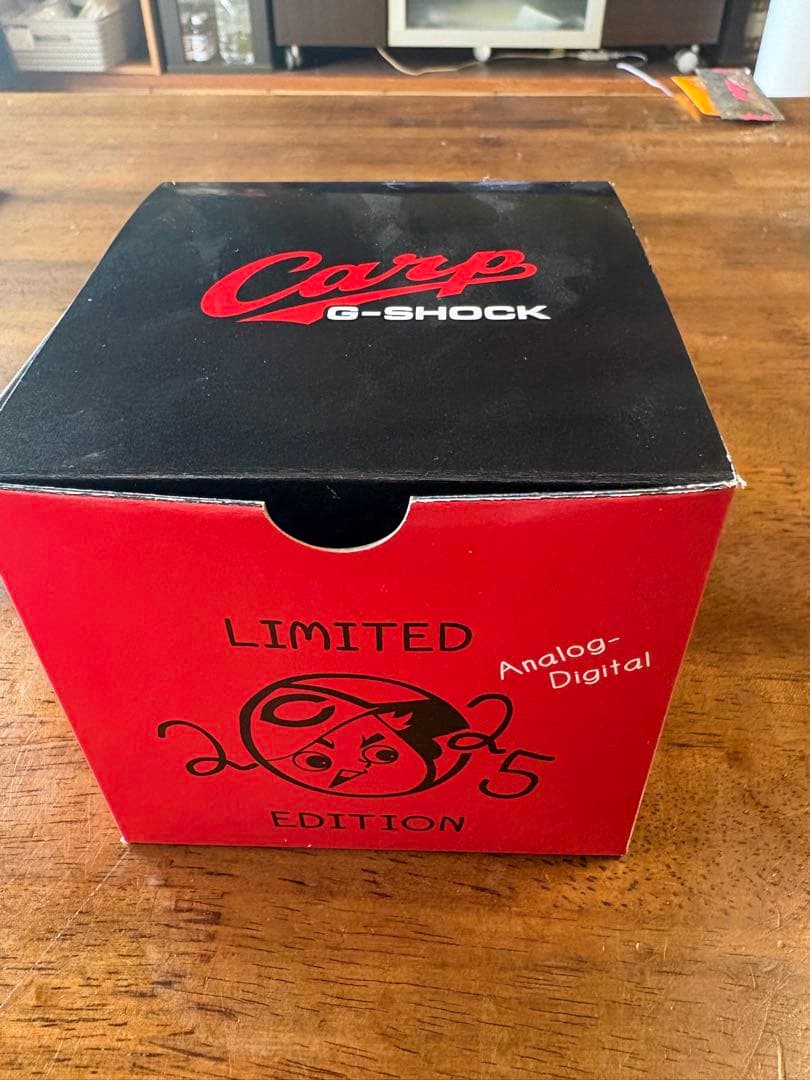 Carp
G-SHOCK
LIMITED
Analog-
Digital
2025
EDITION